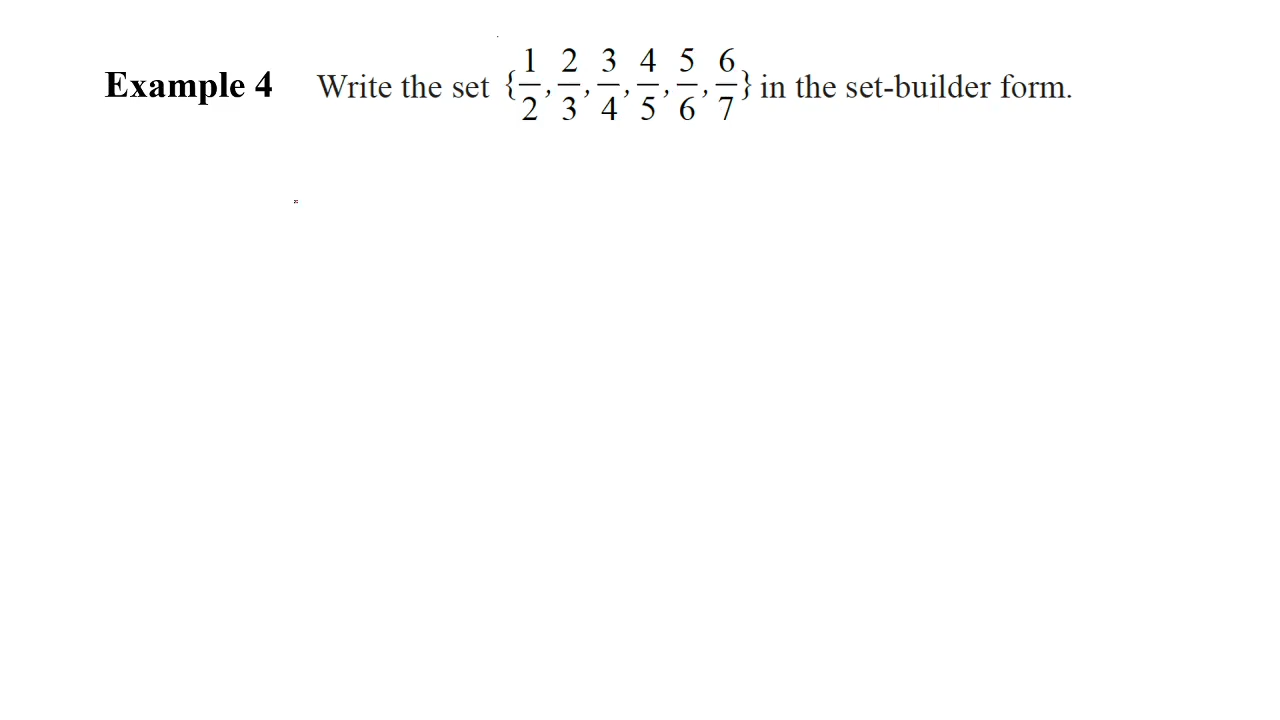 Example 4 Write the set {1/2, 2/3, 3/4, 4/5, 5/6, 6/7} in the set-builder form.